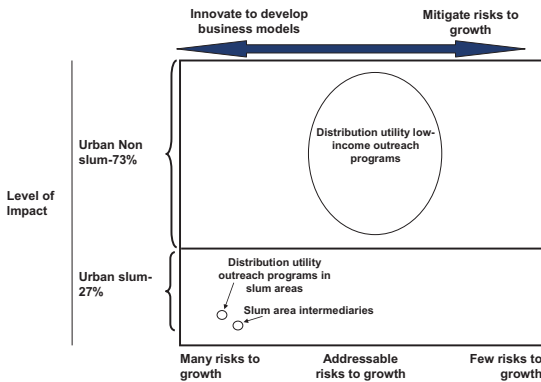 Innovate to develop
business models
Mitigate risks to
growth
Urban Non
slum-73%
Distribution utility low-
income outreach
programs
Level of
Impact
Urban slum-
27%
Distribution utility
outreach programs in
slum areas
Slum area intermediaries
Many risks to
growth
Addressable
risks to growth
Few risks to
growth